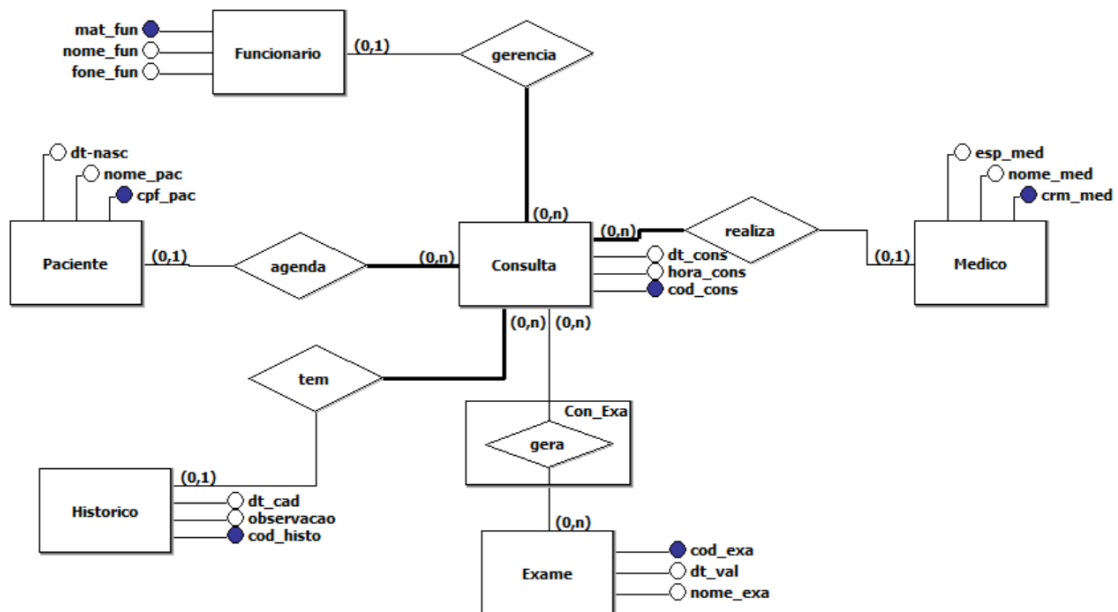 mat_fun
nome_fun
fone_fun
Funcionario
(0,1)
gerencia
(0,n)
dt-nasc
nome_pac
cpf_pac
Paciente
(0,1)
agenda
(0,n)
Consulta
(0,n)
dt_cons
hora_cons
cod_cons
realiza
(0,1)
esp_med
nome_med
crm_med
Medico
(0,n)
(0,n)
tem
(0,1)
Historico
dt_cad
observacao
cod_histo
Con_Exa
gera
(0,n)
Exame
cod_exa
dt_val
nome_exa